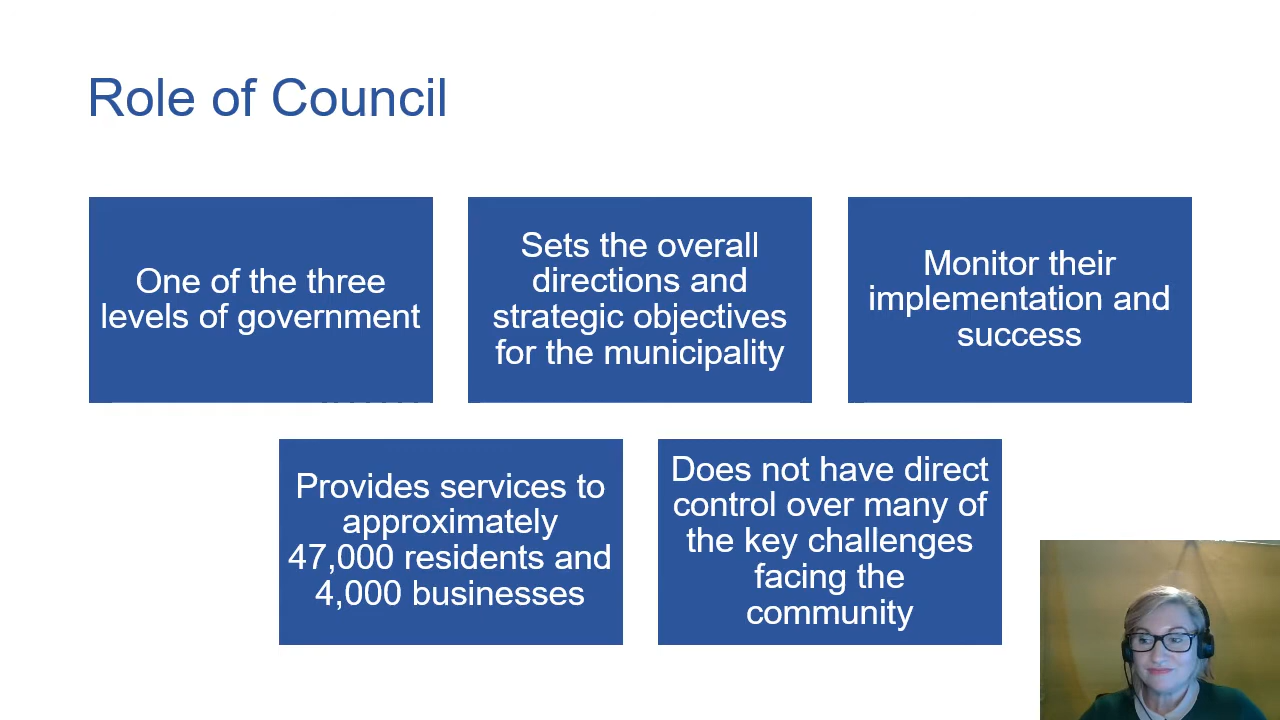 Role of Council
One of the three
levels of government
Sets the overall
directions and
strategic objectives
for the municipality
Monitor their
implementation and
success
Provides services to
approximately
47,000 residents and
4,000 businesses
Does not have direct
control over many of
the key challenges
facing the
community